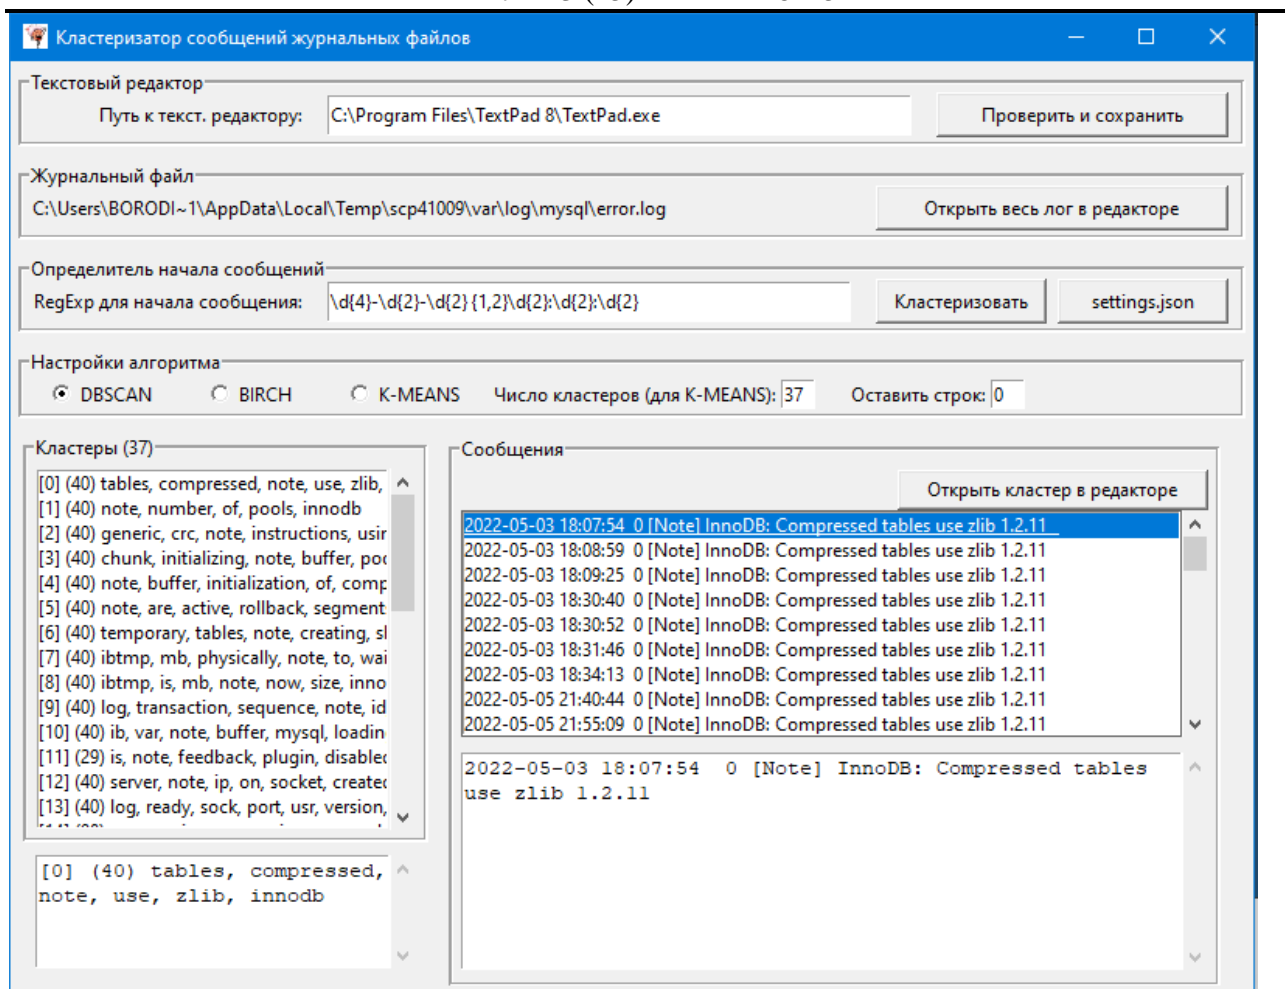 Кластеризатор сообщений журнальных файлов
Текстовый редактор
Путь к текст. редактору: C:\Program Files\TextPad 8\TextPad.exe Проверить и сохранить
Журнальный файл
C:\Users\BORODI~1\AppData\Local\Temp\scp41009\var\log\mysql\error.log Открыть весь лог в редакторе
Определитель начала сообщений
RegExp для начала сообщения: \d{4}-\d{2}-\d{2} {1,2}\d{2}:\d{2}:\d{2} Кластеризовать settings.json
Настройки алгоритма
DBSCAN BIRCH K-MEANS Число кластеров (для K-MEANS): 37 Оставить строк: 0
Кластеры (37)
[0] (40) tables, compressed, note, use, zlib,
[1] (40) note, number, of, pools, innodb
[2] (40) generic, crc, note, instructions, usir
[3] (40) chunk, initializing, note, buffer, poo
[4] (40) note, buffer, initialization, of, comp
[5] (40) note, are, active, rollback, segment
[6] (40) temporary, tables, note, creating, sl
[7] (40) ibtmp, mb, physically, note, to, wai
[8] (40) ibtmp, is, mb, note, now, size, inno
[9] (40) log, transaction, sequence, note, id
[10] (40) ib, var, note, buffer, mysql, loadin
[11] (29) is, note, feedback, plugin, disabled
[12] (40) server, note, ip, on, socket, created
[13] (40) log, ready, sock, port, usr, version,
[0] (40) tables, compressed,
note, use, zlib, innodb
Сообщения
Открыть кластер в редакторе
2022-05-03 18:07:54 0 [Note] InnoDB: Compressed tables use zlib 1.2.11
2022-05-03 18:08:59 0 [Note] InnoDB: Compressed tables use zlib 1.2.11
2022-05-03 18:09:25 0 [Note] InnoDB: Compressed tables use zlib 1.2.11
2022-05-03 18:30:40 0 [Note] InnoDB: Compressed tables use zlib 1.2.11
2022-05-03 18:30:52 0 [Note] InnoDB: Compressed tables use zlib 1.2.11
2022-05-03 18:31:46 0 [Note] InnoDB: Compressed tables use zlib 1.2.11
2022-05-03 18:34:13 0 [Note] InnoDB: Compressed tables use zlib 1.2.11
2022-05-05 21:40:44 0 [Note] InnoDB: Compressed tables use zlib 1.2.11
2022-05-05 21:55:09 0 [Note] InnoDB: Compressed tables use zlib 1.2.11
2022-05-03 18:07:54 0 [Note] InnoDB: Compressed tables
use zlib 1.2.11